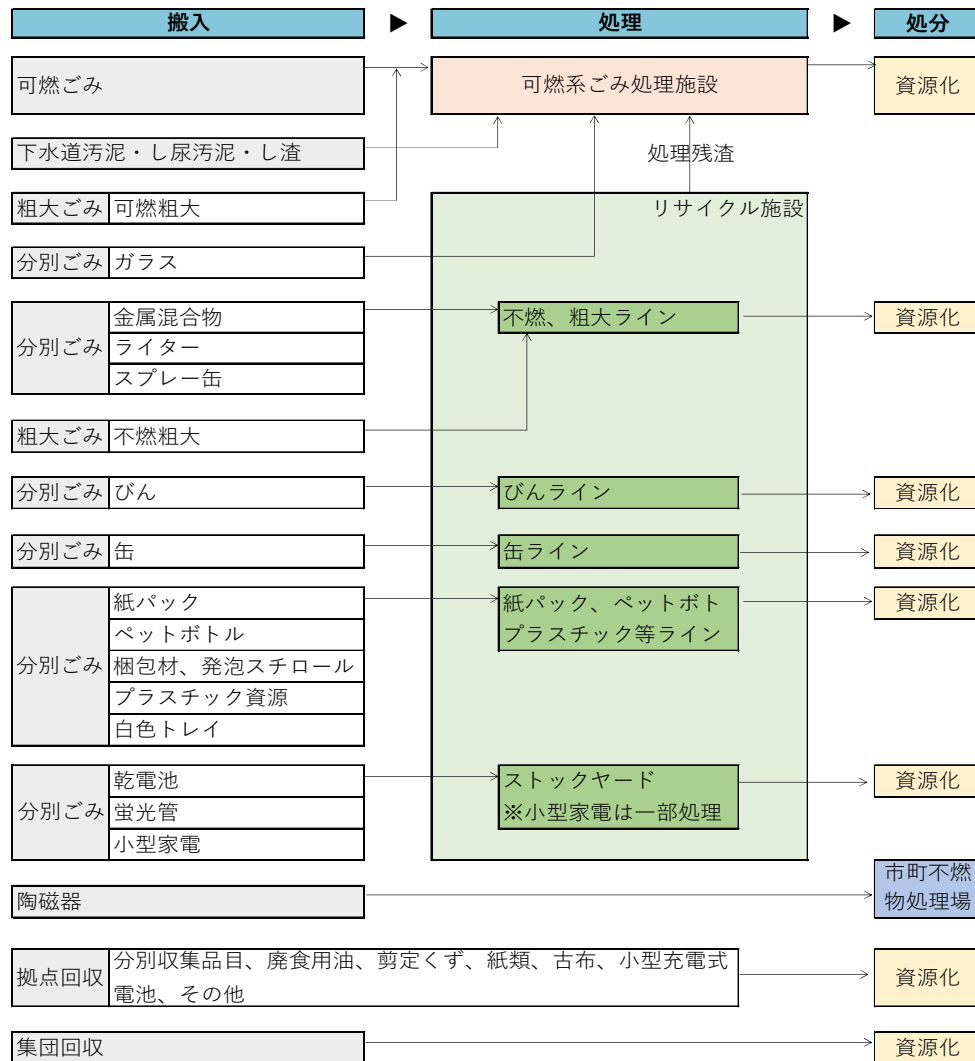 搬入 ▶ 処理 ▶ 処分
可燃ごみ 可燃系ごみ処理施設 資源化
下水道汚泥・し尿汚泥・し渣 処理残渣
粗大ごみ 可燃粗大 リサイクル施設
分別ごみ ガラス
金属混合物 不燃、粗大ライン 資源化
分別ごみ ライター
スプレー缶
粗大ごみ 不燃粗大
分別ごみ びん びんライン 資源化
分別ごみ 缶 缶ライン 資源化
紙パック 紙パック、ペットボト 資源化
ペットボトル プラスチック等ライン
分別ごみ 梱包材、発泡スチロール
プラスチック資源
白色トレイ
乾電池 ストックヤード 資源化
分別ごみ 蛍光管 ※小型家電は一部処理
小型家電
市町不燃
陶磁器 物処理場
分別収集品目、廃食用油、剪定くず、紙類、古布、小型充電式
拠点回収 資源化
電池、その他
集団回収 資源化